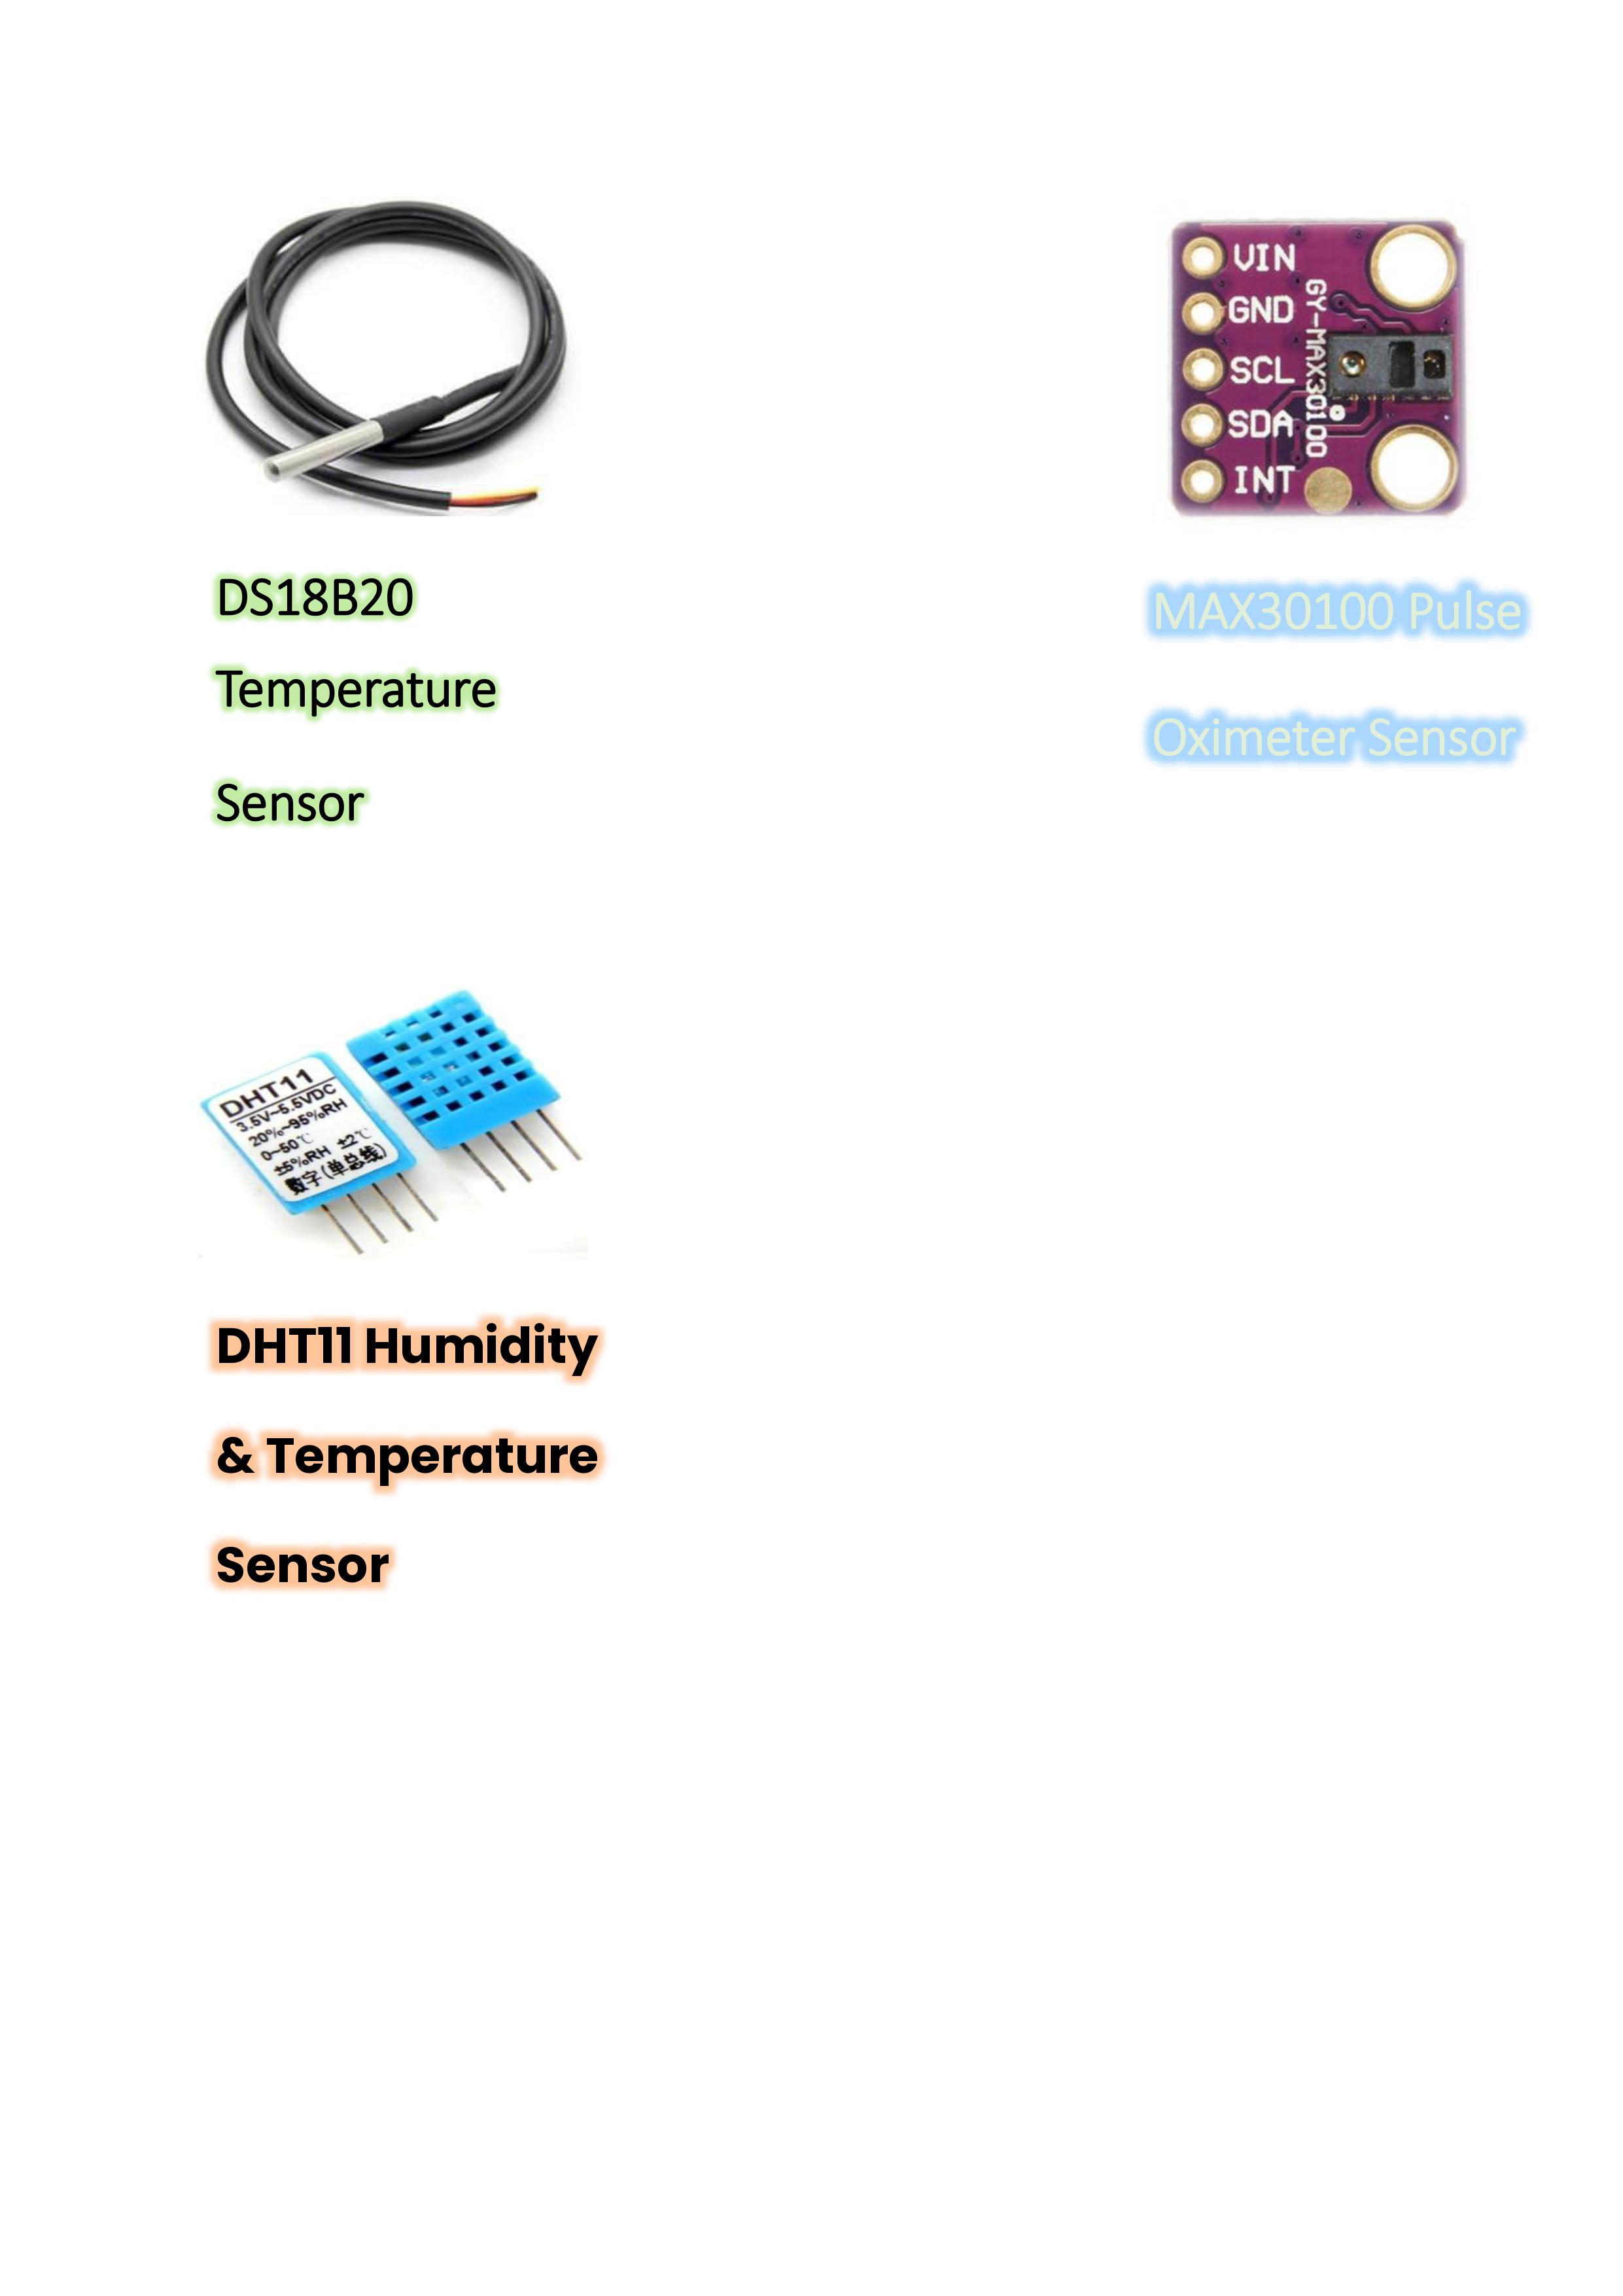 VIN
GND
SCL
SDA
INT
GY-MAX30100
DS18B20
Temperature
Sensor
MAX30100 Pulse
Oximeter Sensor
DHT11
3.5V~5.5VDC
20%~95%RH
0~50℃
±5%RH ±2℃
数字(单总线)
DHT11 Humidity
& Temperature
Sensor